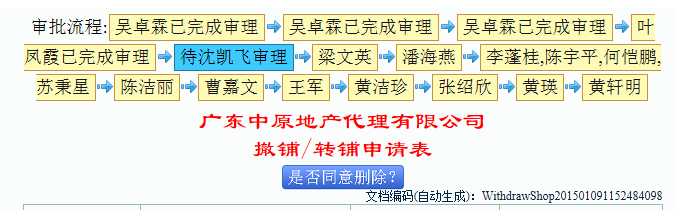 审批流程: 吴卓霖已完成审理 吴卓霖已完成审理 吴卓霖已完成审理 叶
凤霞已完成审理 待沈凯飞审理 梁文英 潘海燕 李蓬桂,陈宇平,何恺鹏,
苏秉星 陈洁丽 曹嘉文 王军 黄洁珍 张绍欣 黄瑛 黄轩明
广东中原地产代理有限公司
撤铺/转铺申请表
是否同意删除?
文档编码(自动生成): WithdrawShop201501091152484098